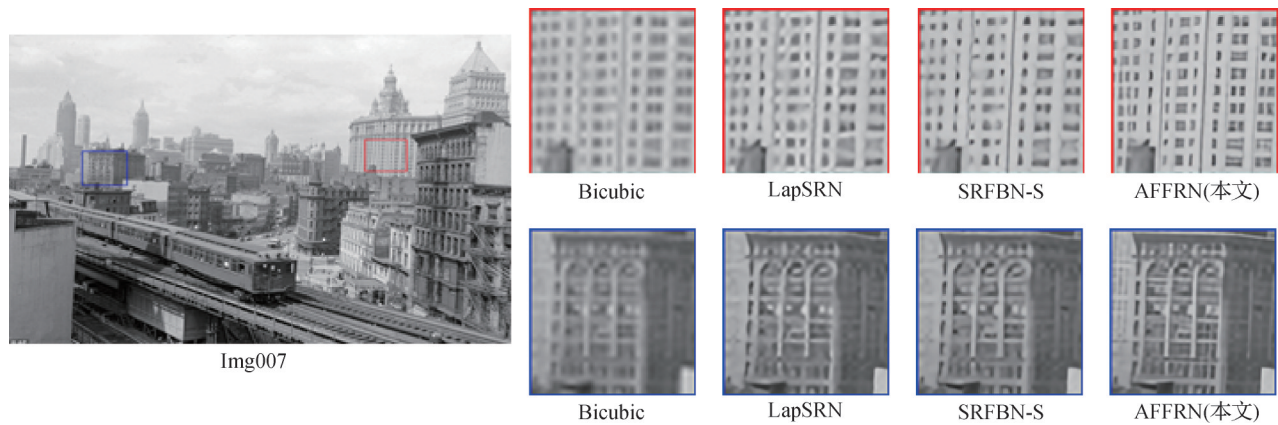 Bicubic
LapSRN
SRFBN-S
AFFRN(本文)
Img007
Bicubic
LapSRN
SRFBN-S
AFFRN(本文)